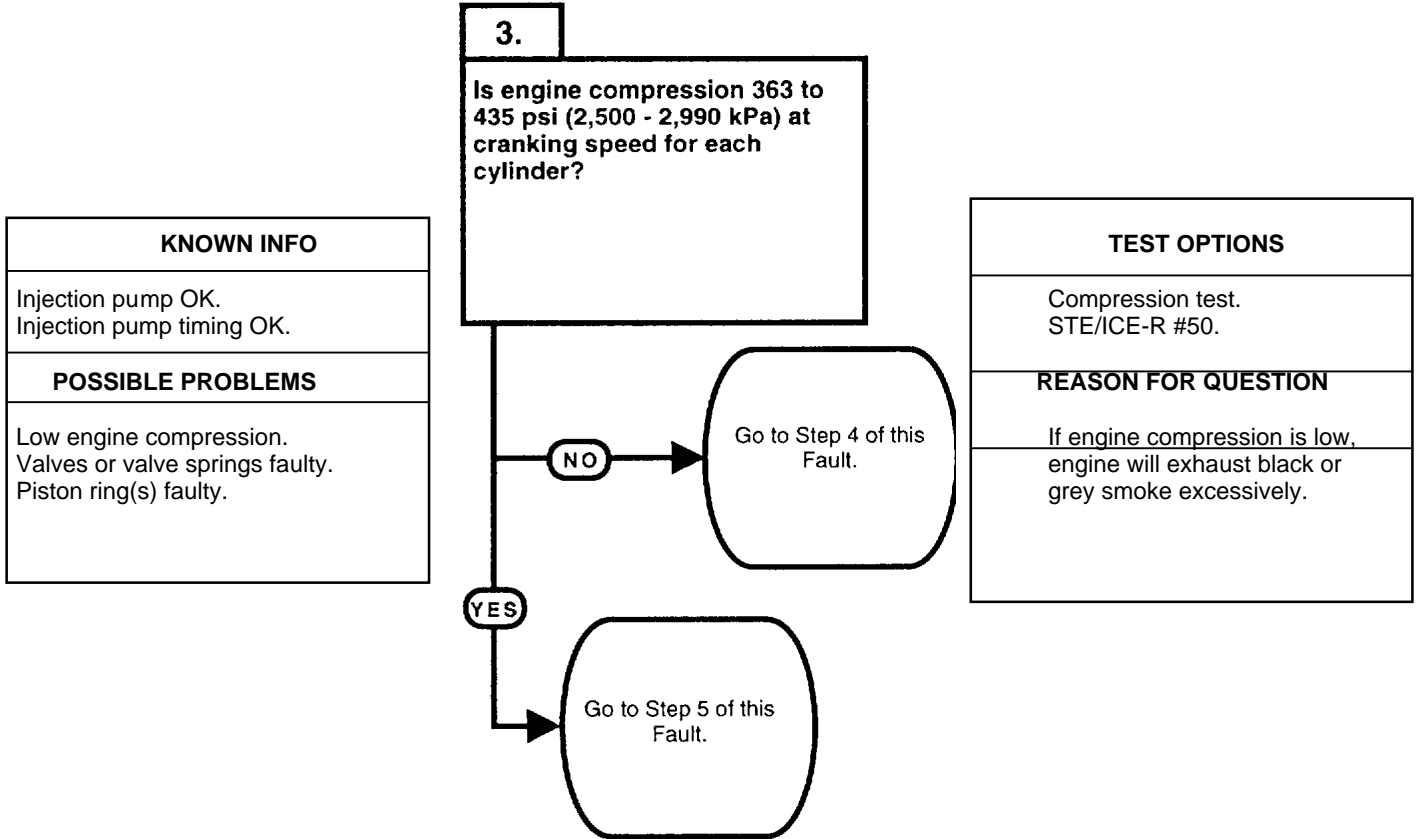 3.
Is engine compression 363 to
435 psi (2,500 - 2,990 kPa) at
cranking speed for each
cylinder?
KNOWN INFO
Injection pump OK.
Injection pump timing OK.
POSSIBLE PROBLEMS
Low engine compression.
Valves or valve springs faulty.
Piston ring(s) faulty.
TEST OPTIONS
Compression test.
STE/ICE-R #50.
REASON FOR QUESTION
If engine compression is low,
engine will exhaust black or
grey smoke excessively.
NO
Go to Step 4 of this
Fault.
YES
Go to Step 5 of this
Fault.